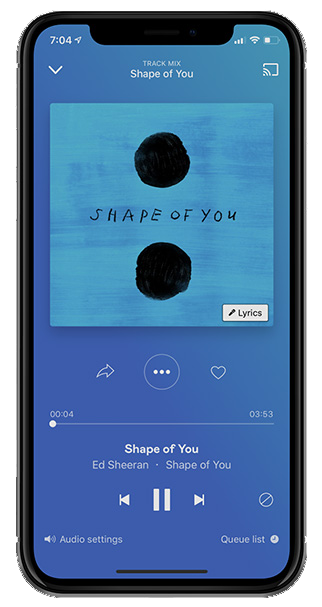 7:04
TRACK MIX
Shape of You
SHAPE OF YOU
Lyrics
00:04 03:53
Shape of You
Ed Sheeran · Shape of You
Audio settings Queue list